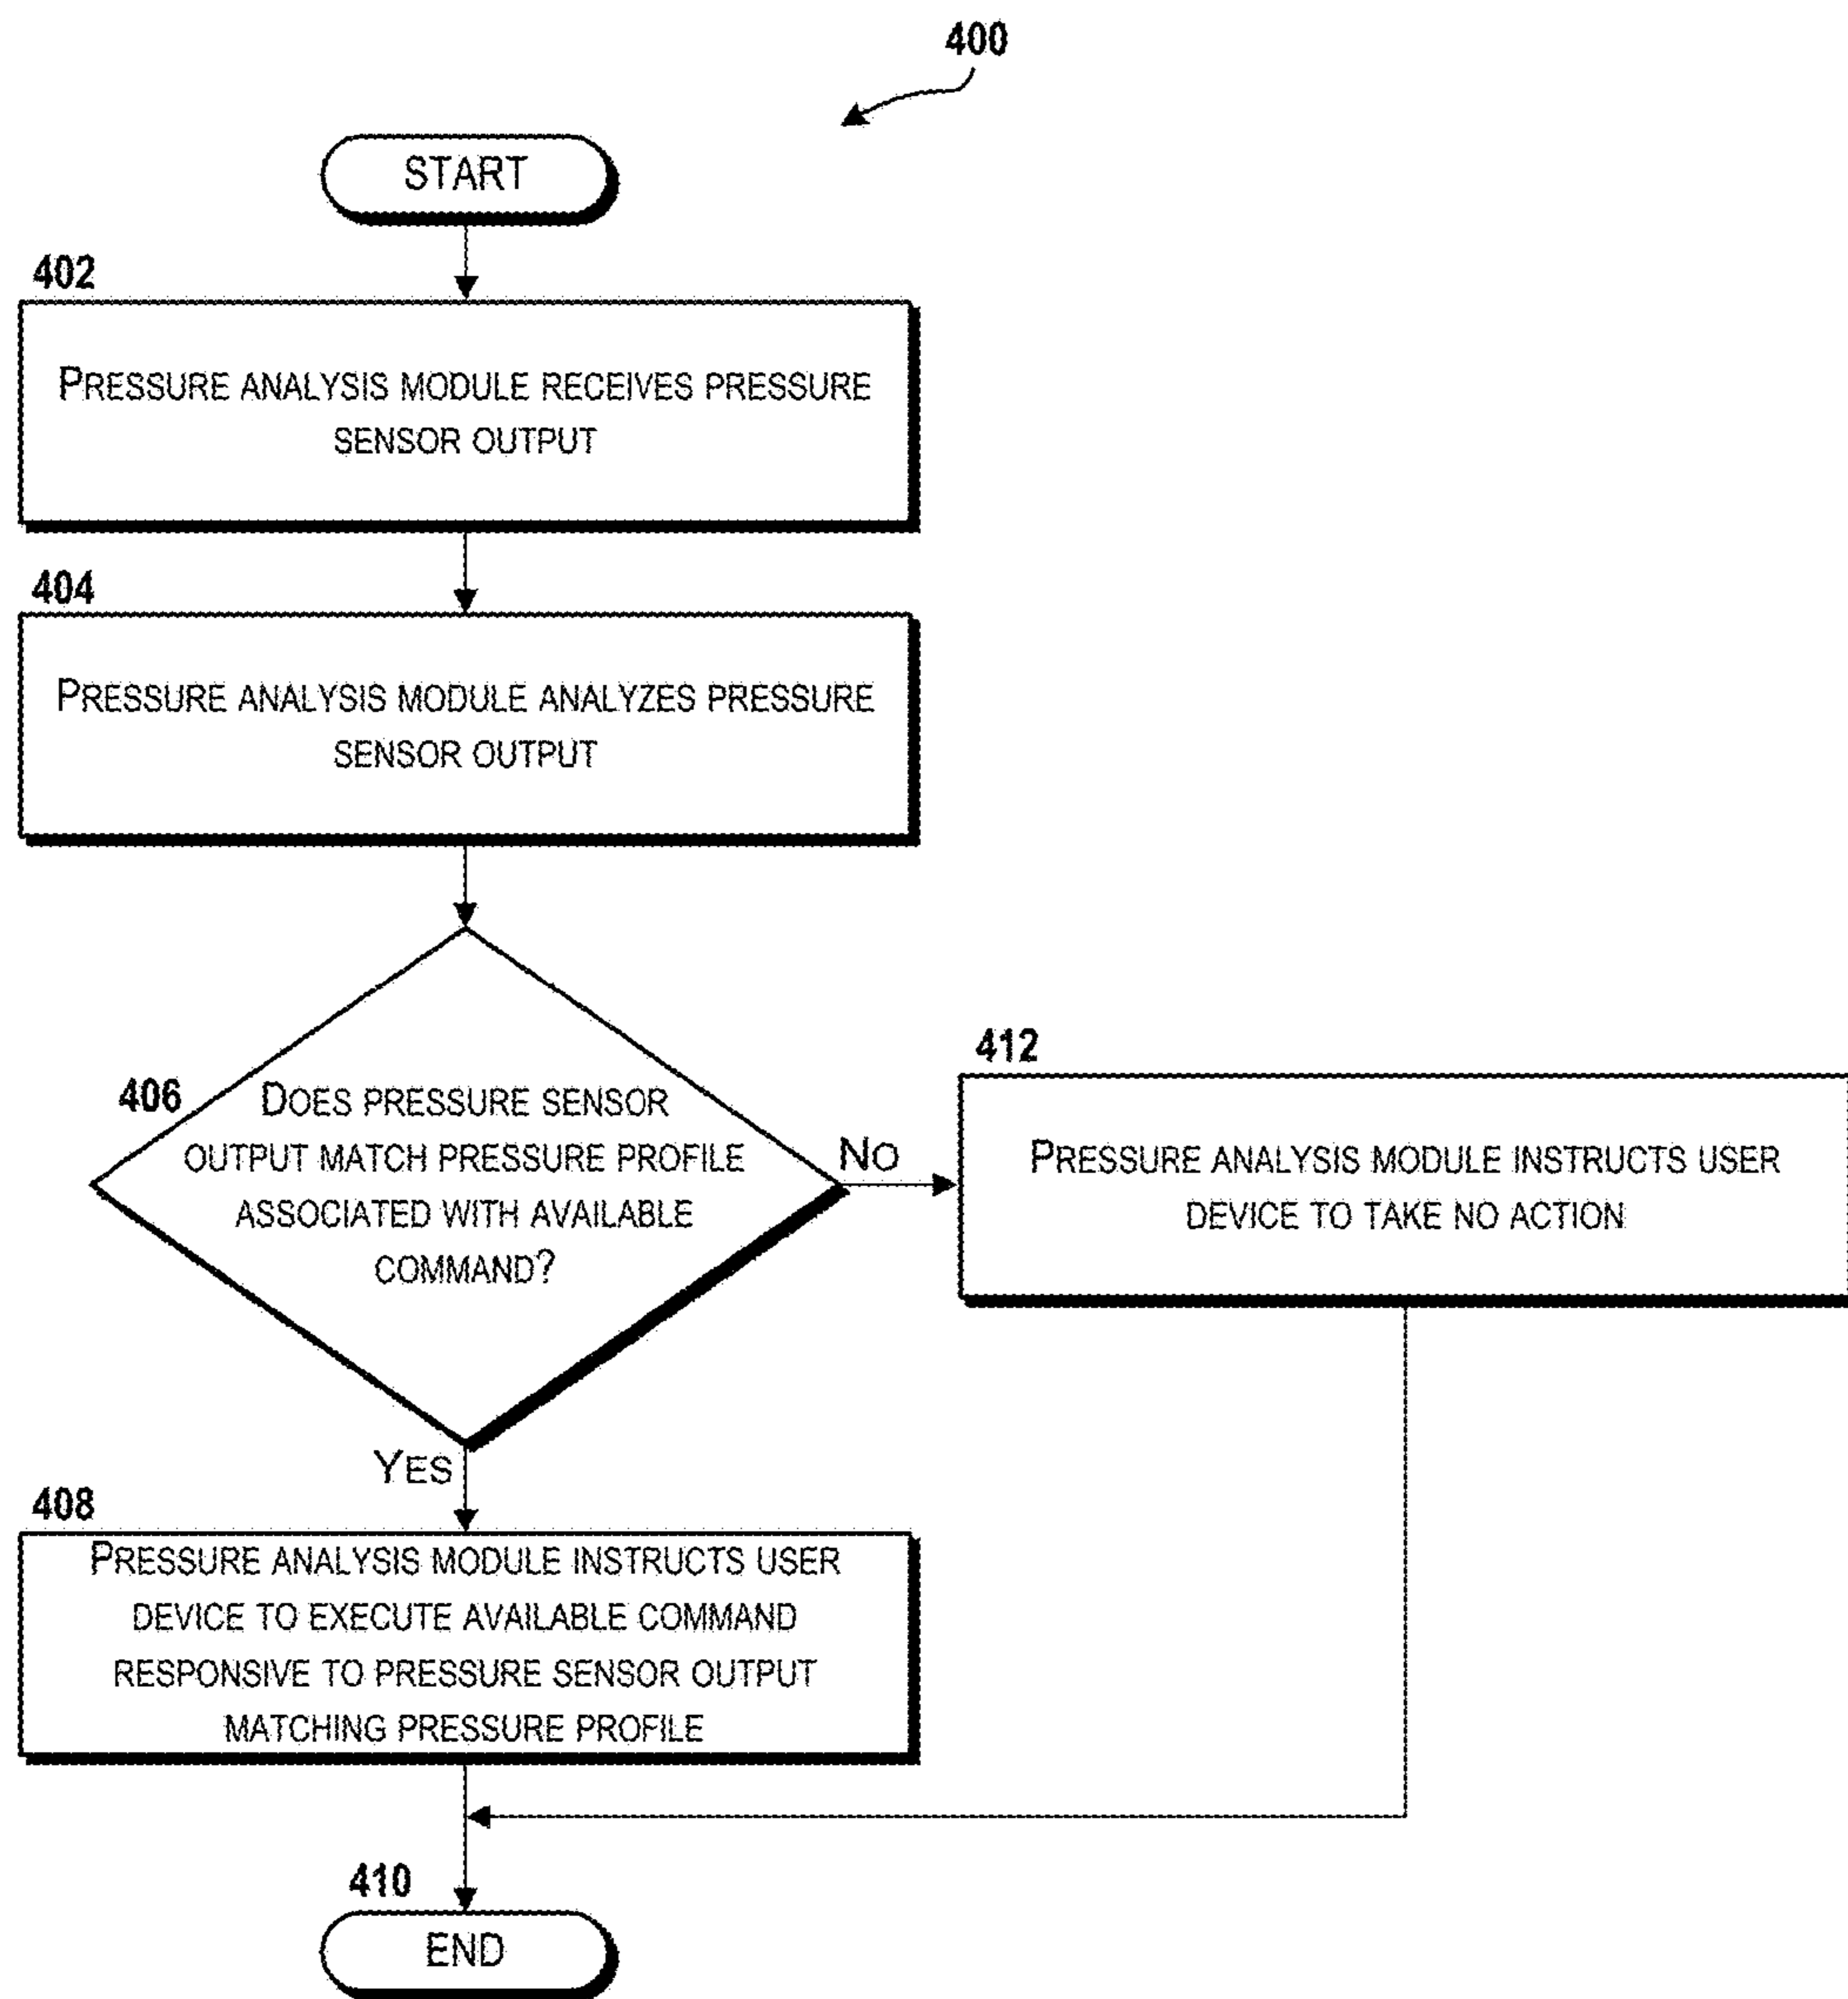 400
START
402
PRESSURE ANALYSIS MODULE RECEIVES PRESSURE
SENSOR OUTPUT
404
PRESSURE ANALYSIS MODULE ANALYZES PRESSURE
SENSOR OUTPUT
406
DOES PRESSURE SENSOR
OUTPUT MATCH PRESSURE PROFILE
ASSOCIATED WITH AVAILABLE
COMMAND?
NO
412
PRESSURE ANALYSIS MODULE INSTRUCTS USER
DEVICE TO TAKE NO ACTION
YES
408
PRESSURE ANALYSIS MODULE INSTRUCTS USER
DEVICE TO EXECUTE AVAILABLE COMMAND
RESPONSIVE TO PRESSURE SENSOR OUTPUT
MATCHING PRESSURE PROFILE
410
END